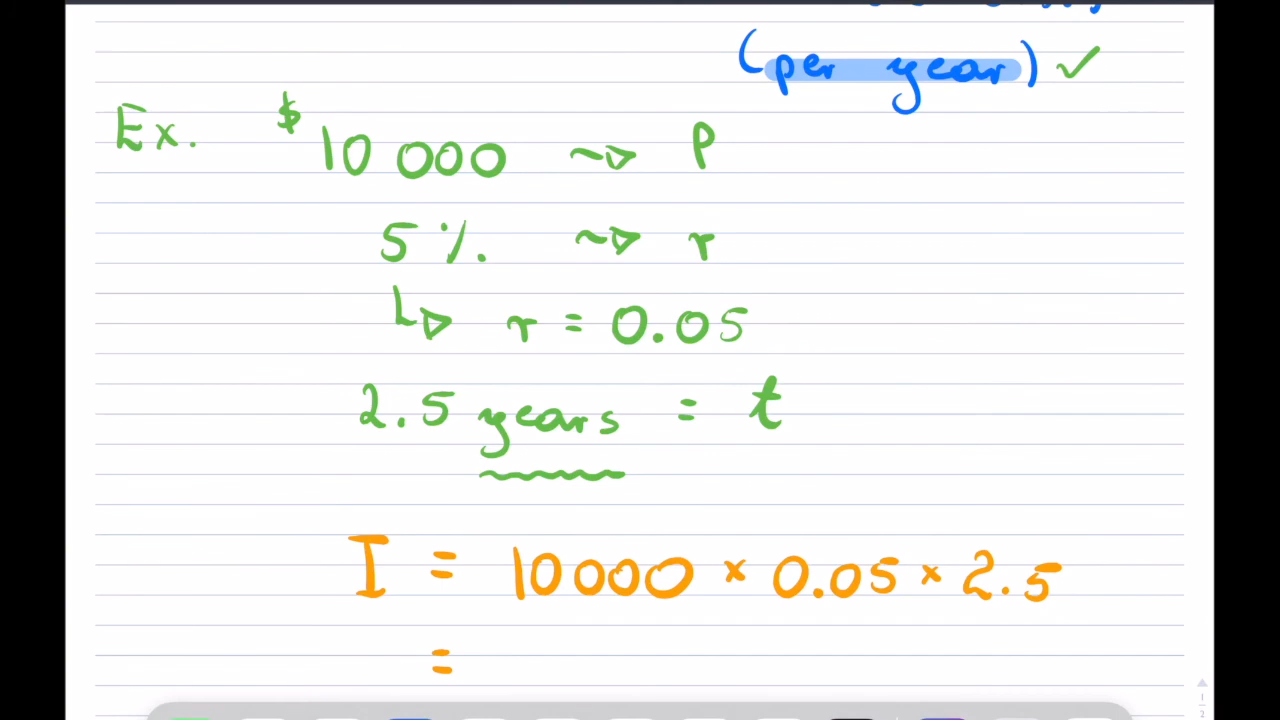 (per year) ✓
Ex. $10 000 ~▷ P
5 %. ~▷ r
↳ r = 0.05
2.5 years = t
I = 10000 × 0.05 × 2.5
=